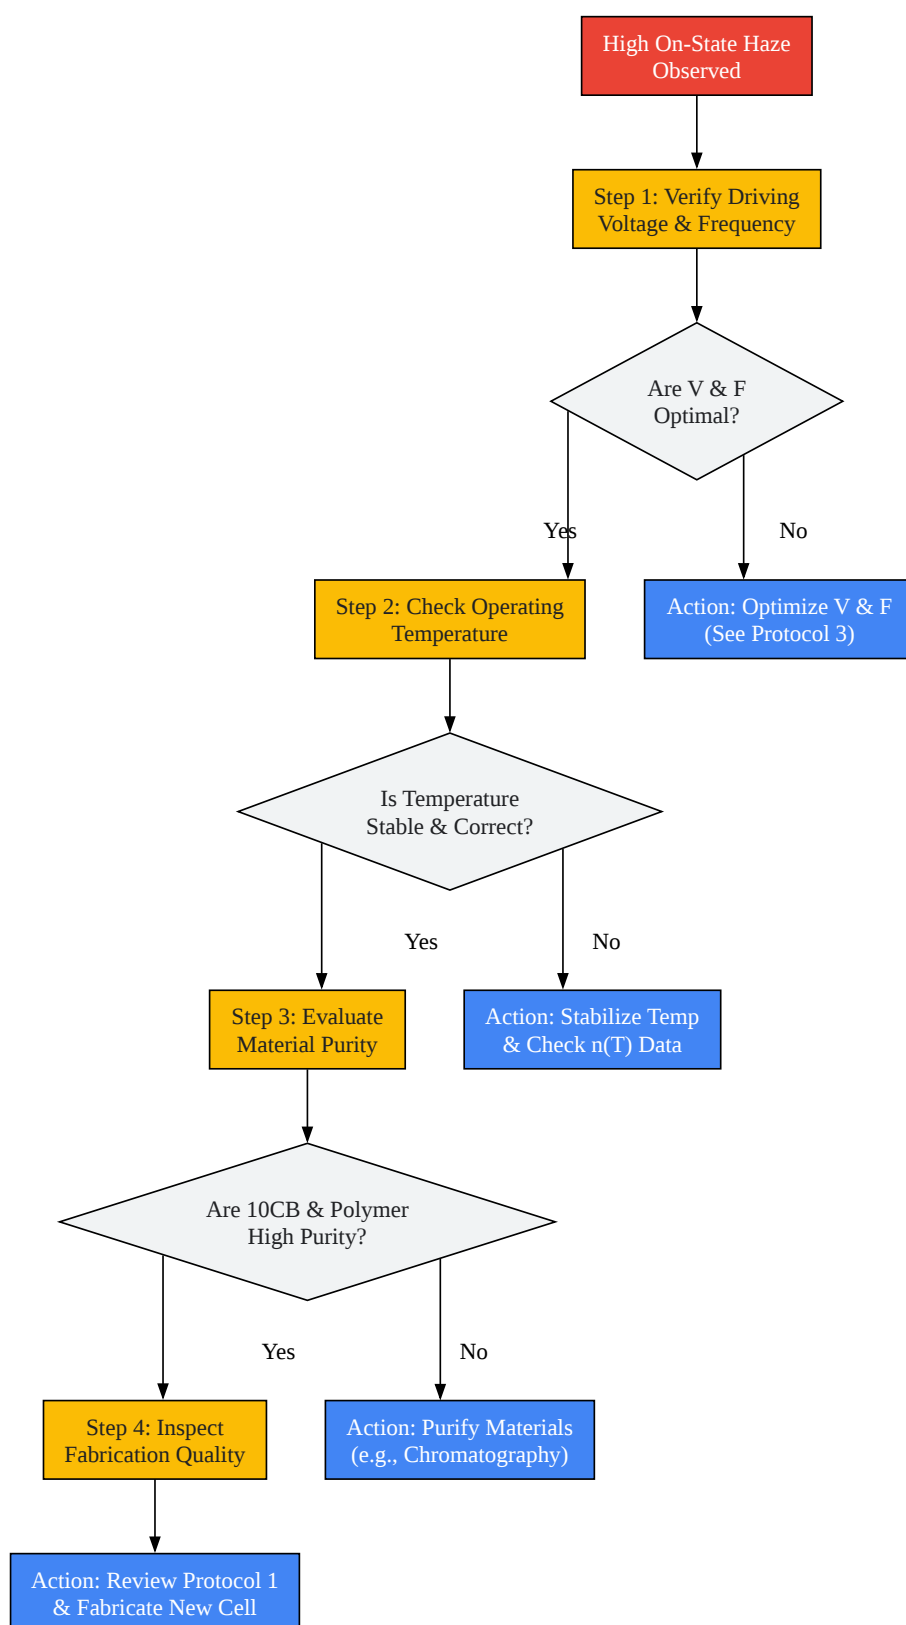 High On-State Haze
Observed
Step 1: Verify Driving
Voltage & Frequency
Are V & F
Optimal?
Yes
No
Step 2: Check Operating
Temperature
Action: Optimize V & F
(See Protocol 3)
Is Temperature
Stable & Correct?
Yes
No
Step 3: Evaluate
Material Purity
Action: Stabilize Temp
& Check n(T) Data
Are 10CB & Polymer
High Purity?
Yes
No
Step 4: Inspect
Fabrication Quality
Action: Purify Materials
(e.g., Chromatography)
Action: Review Protocol 1
& Fabricate New Cell